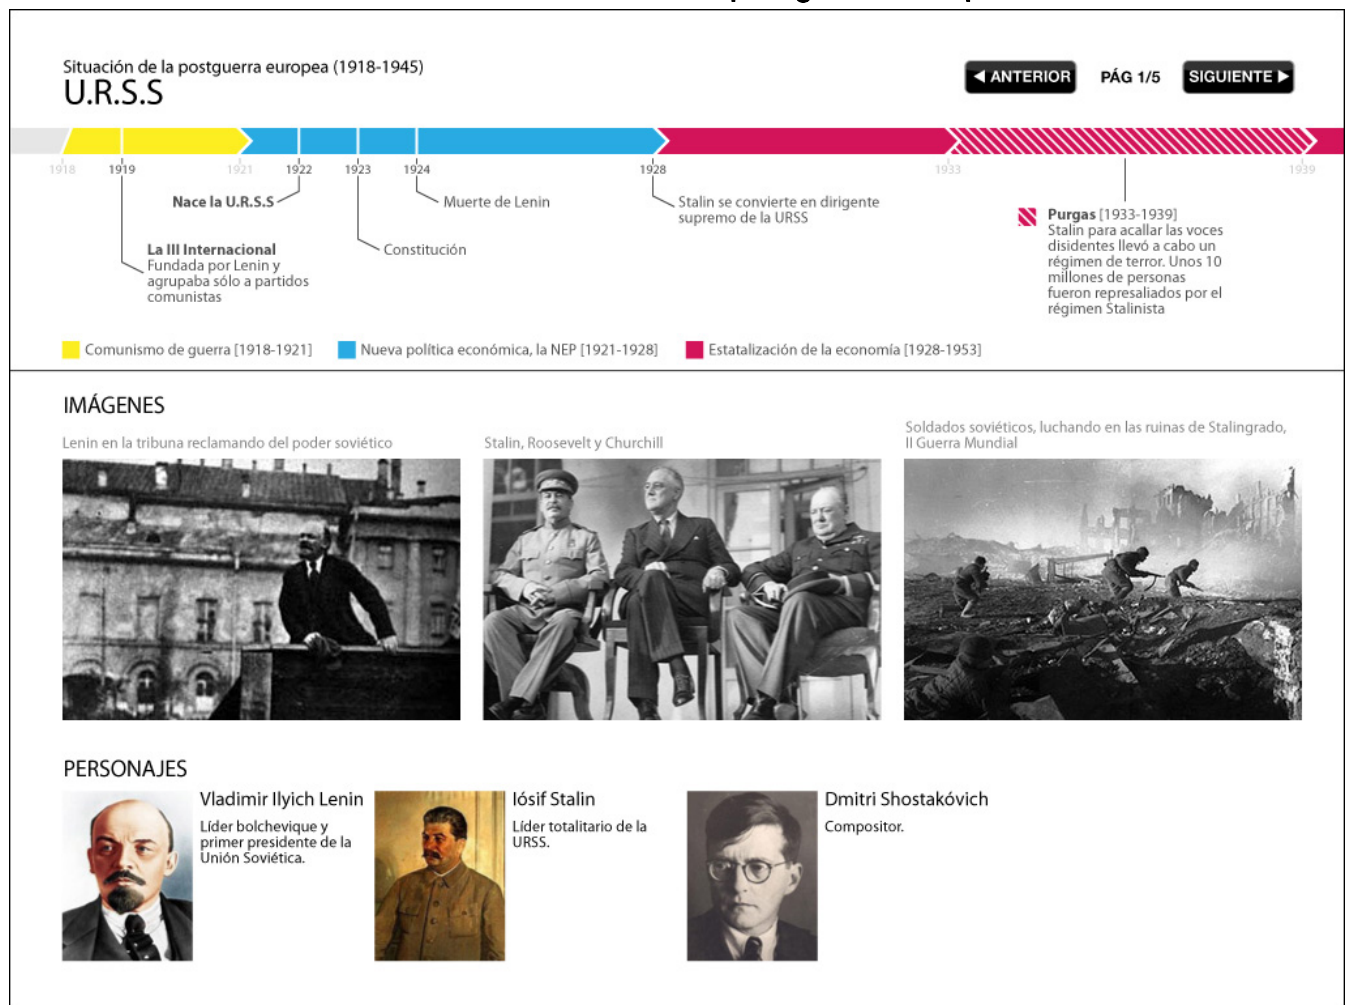 Situación de la postguerra europea (1918-1945)
U.R.S.S
ANTERIOR
PÁG 1/5
SIGUIENTE
1918
1919
1921
1922
1923
1924
1928
1933
1939
Nace la U.R.S.S
La III Internacional
Fundada por Lenin y
agrupaba sólo a partidos
comunistas
Constitución
Muerte de Lenin
Stalin se convierte en dirigente
supremo de la URSS
Purgas [1933-1939]
Stalin para acallar las voces
disidentes llevó a cabo un
régimen de terror. Unos 10
millones de personas
fueron represaliados por el
régimen Stalinista
Comunismo de guerra [1918-1921]
Nueva política económica, la NEP [1921-1928]
Estatalización de la economía [1928-1953]
IMÁGENES
Lenin en la tribuna reclamando del poder soviético
Stalin, Roosevelt y Churchill
Soldados soviéticos, luchando en las ruinas de Stalingrado,
II Guerra Mundial
PERSONAJES
Vladimir Ilyich Lenin
Líder bolchevique y
primer presidente de la
Unión Soviética.
Iósif Stalin
Líder totalitario de la
URSS.
Dmitri Shostakóvich
Compositor.